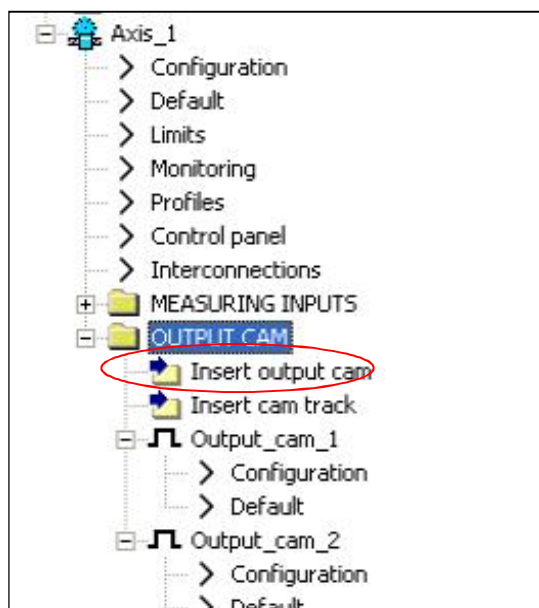 Axis_1
Configuration
Default
Limits
Monitoring
Profiles
Control panel
Interconnections
MEASURING INPUTS
OUTPUT CAM
Insert output cam
Insert cam track
Output_cam_1
Configuration
Default
Output_cam_2
Configuration
Default